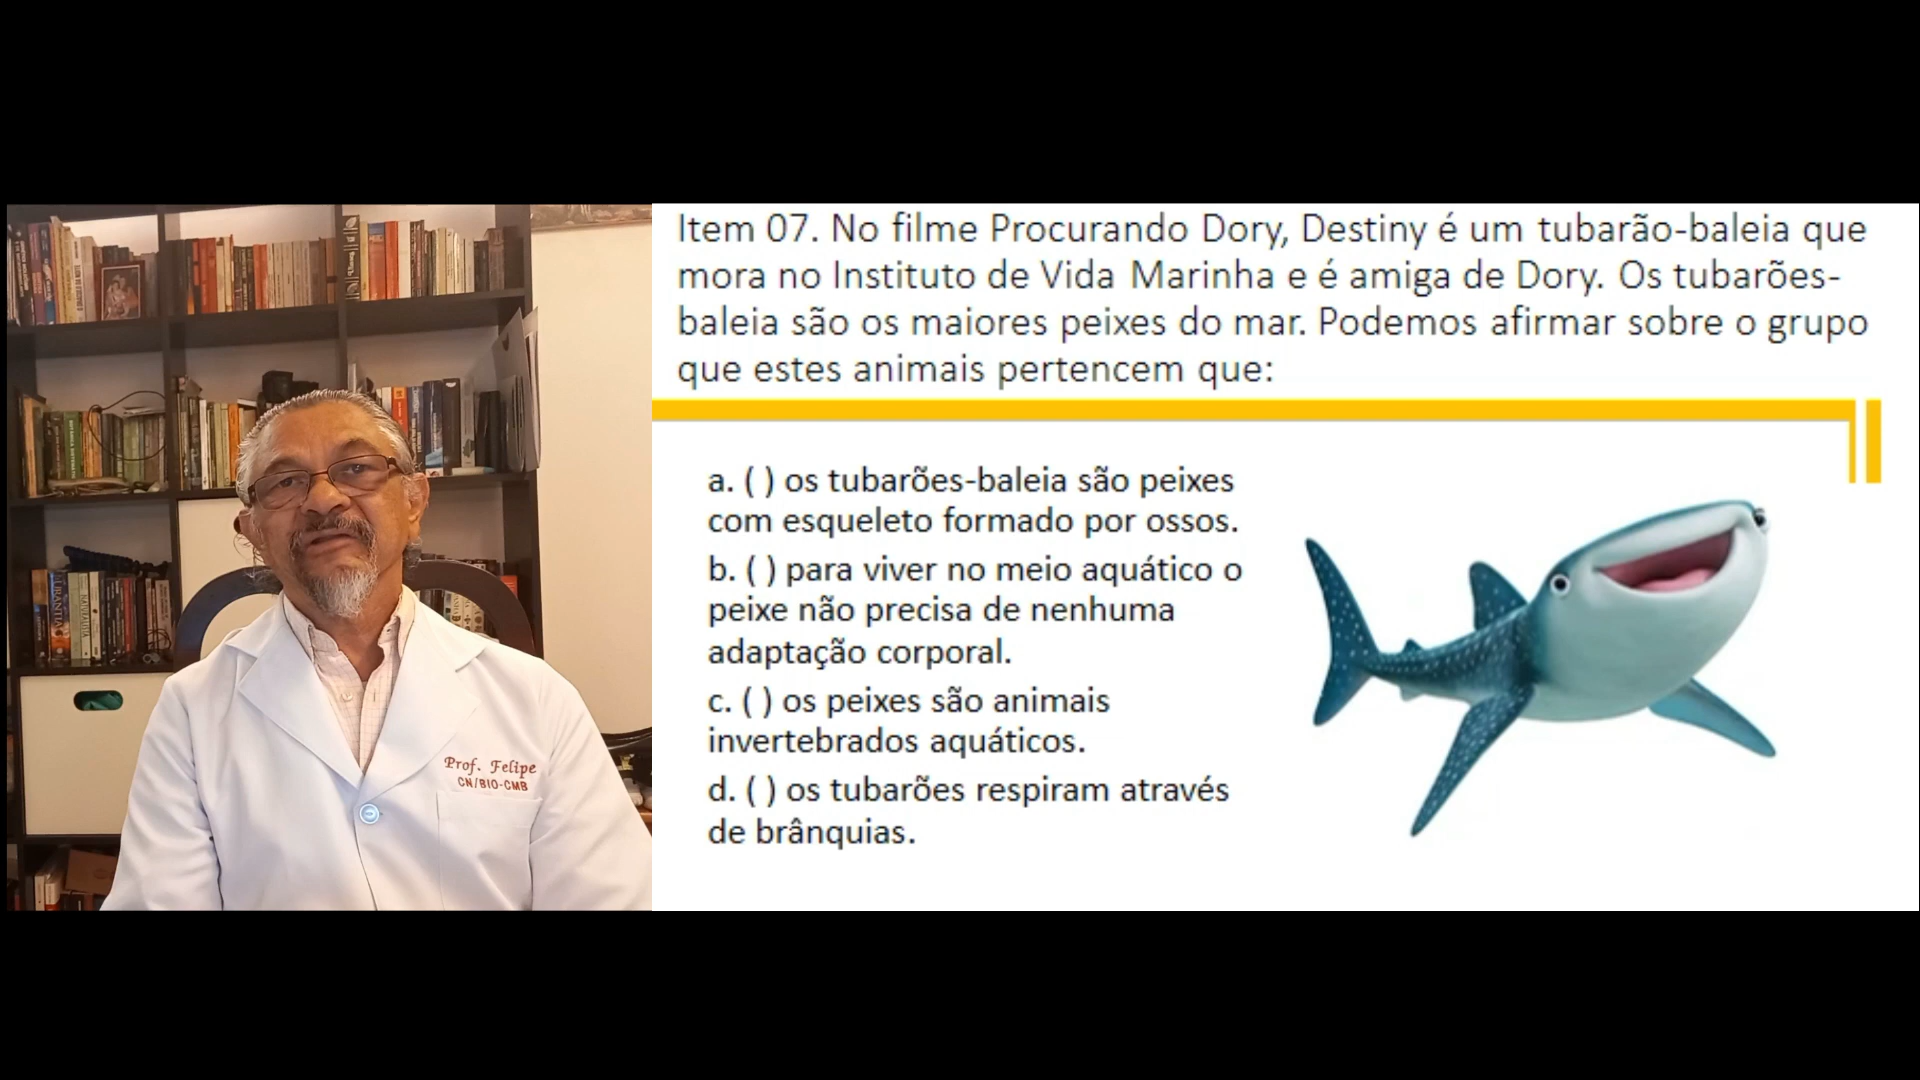 Item 07. No filme Procurando Dory, Destiny é um tubarão-baleia que
mora no Instituto de Vida Marinha e é amiga de Dory. Os tubarões-
baleia são os maiores peixes do mar. Podemos afirmar sobre o grupo
que estes animais pertencem que:
a. ( ) os tubarões-baleia são peixes
com esqueleto formado por ossos.
b. ( ) para viver no meio aquático o
peixe não precisa de nenhuma
adaptação corporal.
c. ( ) os peixes são animais
invertebrados aquáticos.
d. ( ) os tubarões respiram através
de brânquias.
Prof. Felipe
CN/BIO-CMB